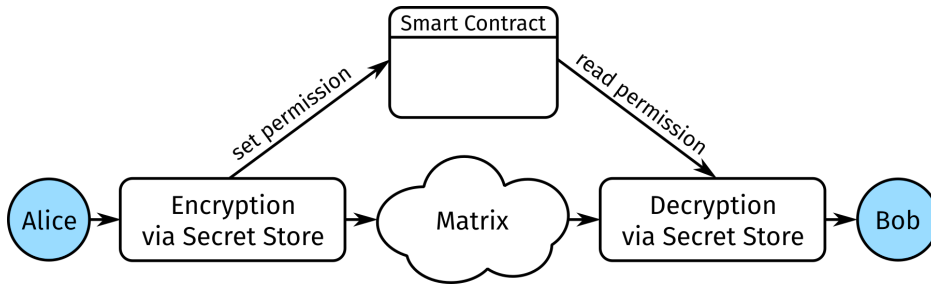 Smart Contract
set permission
read permission
Alice
Encryption
via Secret Store
Matrix
Decryption
via Secret Store
Bob